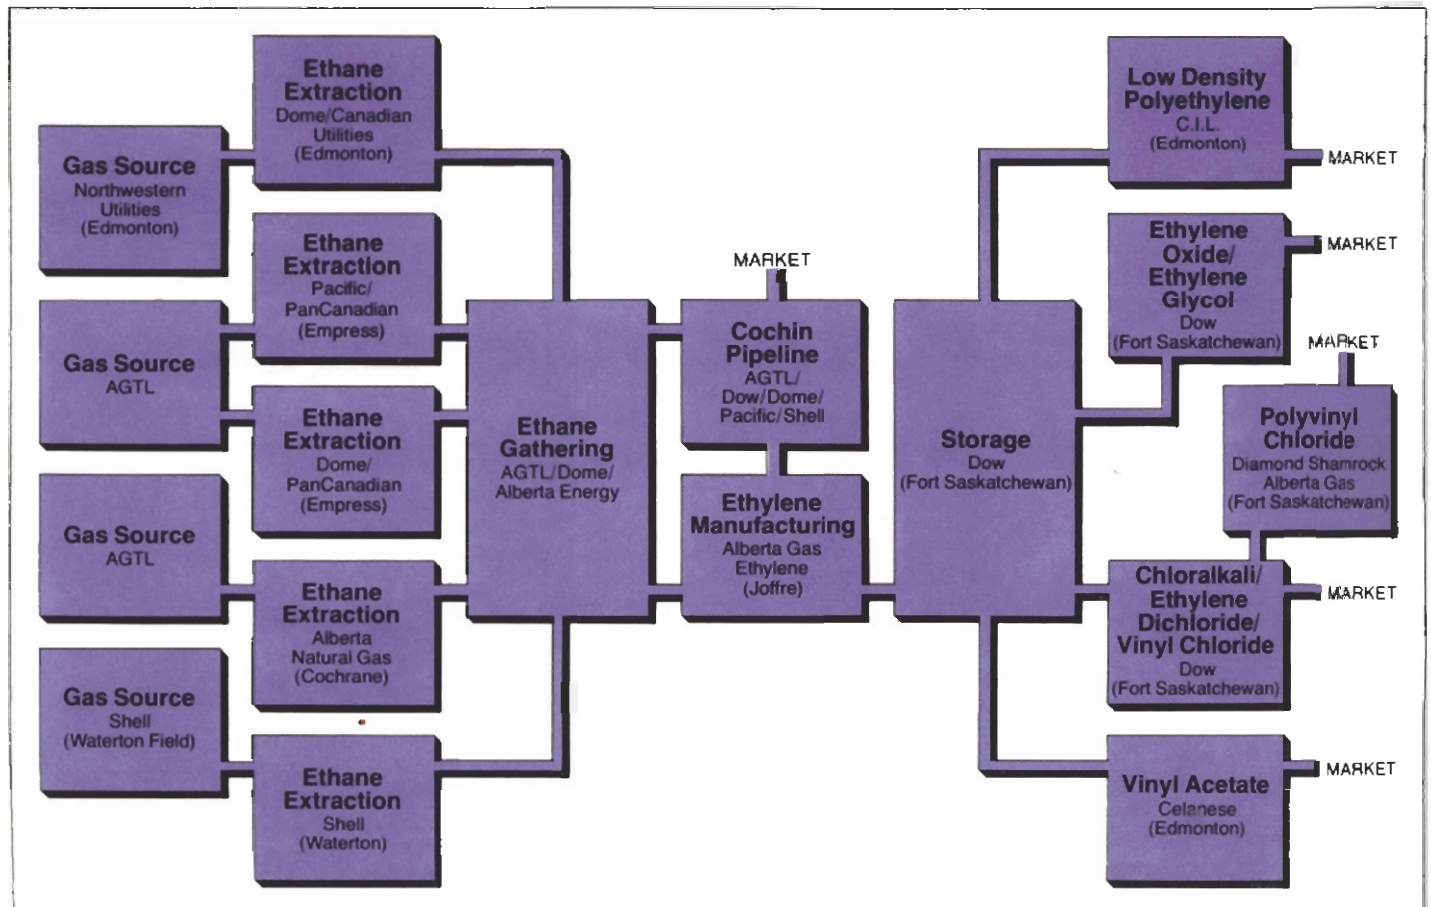 Gas Source
Northwestern
Utilities
(Edmonton)
Gas Source
AGTL
Gas Source
AGTL
Gas Source
Shell
(Waterton Field)
Ethane
Extraction
Dome/Canadian
Utilities
(Edmonton)
Ethane
Extraction
Pacific/
PanCanadian
(Empress)
Ethane
Extraction
Dome/
PanCanadian
(Empress)
Ethane
Extraction
Alberta
Natural Gas
(Cochrane)
Ethane
Extraction
Shell
(Waterton)
Ethane
Gathering
AGTL/Dome/
Alberta Energy
MARKET
Cochin
Pipeline
AGTL/
Dow/Dome/
Pacific/Shell
Ethylene
Manufacturing
Alberta Gas
Ethylene
(Joffre)
Storage
Dow
(Fort Saskatchewan)
Low Density
Polyethylene
C.I.L.
(Edmonton)
MARKET
Ethylene
Oxide/
Ethylene
Glycol
Dow
(Fort Saskatchewan)
MARKET
MARKET
Polyvinyl
Chloride
Diamond Shamrock
Alberta Gas
(Fort Saskatchewan)
Chloralkali/
Ethylene
Dichloride/
Vinyl Chloride
Dow
(Fort Saskatchewan)
MARKET
Vinyl Acetate
Celanese
(Edmonton)
MARKET